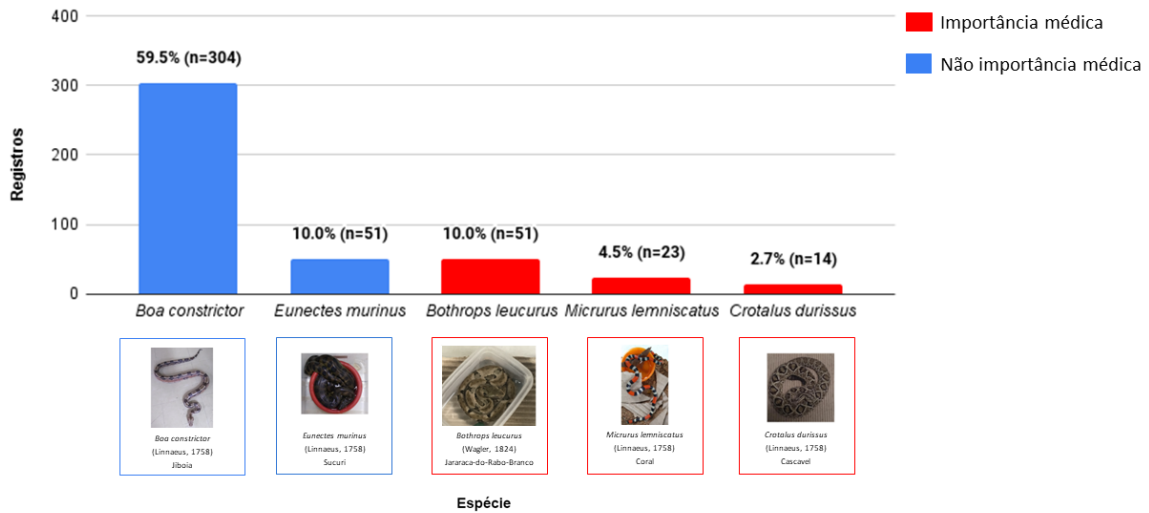 400
300
200
100
0
Registros
59.5% (n=304)
10.0% (n=51)
10.0% (n=51)
4.5% (n=23)
2.7% (n=14)
Importância médica
Não importância médica
Boa constrictor
Eunectes murinus
Bothrops leucurus
Micrurus lemniscatus
Crotalus durissus
Boa constrictor
(Linnaeus, 1758)
Jiboia
Eunectes murinus
(Linnaeus, 1758)
Sucuri
Bothrops leucurus
(Wagler, 1824)
Jararaca-do-Rabo-Branco
Micrurus lemniscatus
(Linnaeus, 1758)
Coral
Crotalus durissus
(Linnaeus, 1758)
Cascavel
Espécie